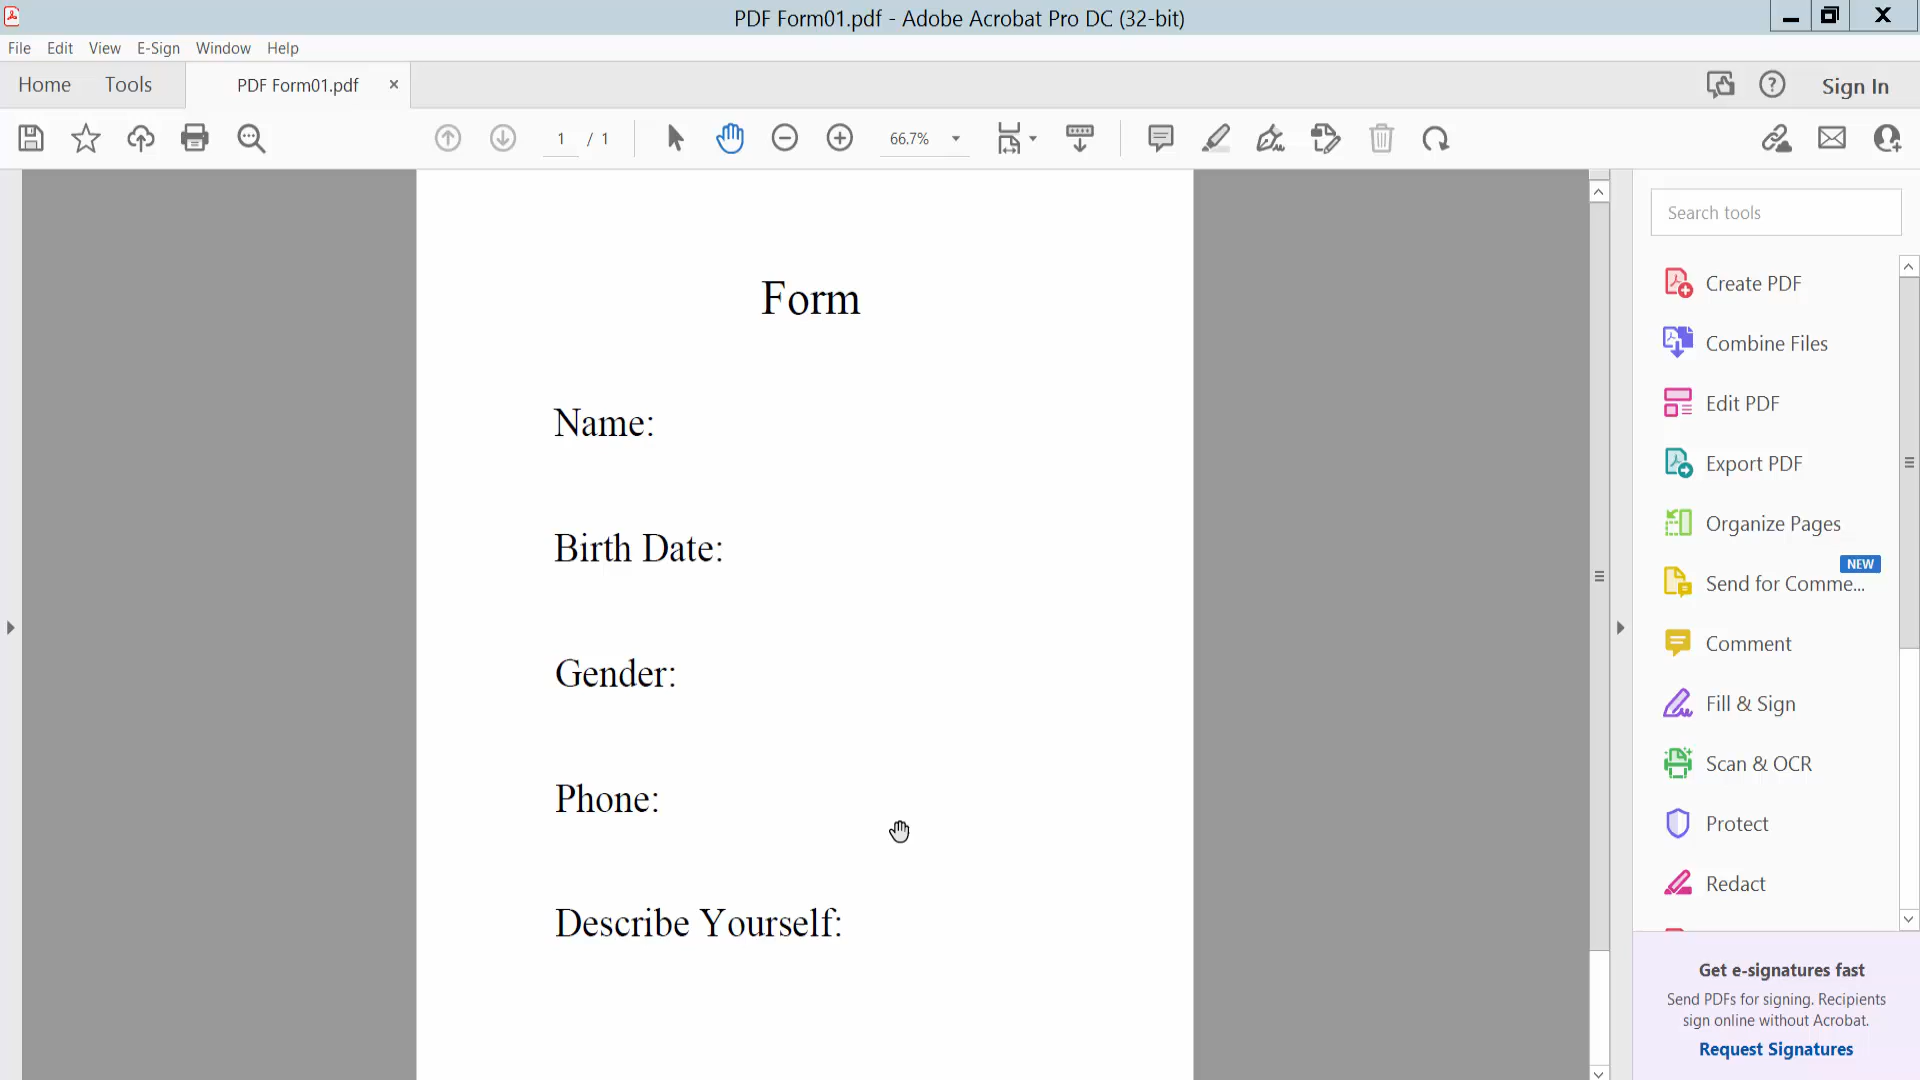 PDF Form01.pdf - Adobe Acrobat Pro DC (32-bit)
File Edit View E-Sign Window Help
Home Tools PDF Form01.pdf × Sign In
1 / 1 66.7%
Search tools
Create PDF
Combine Files
Edit PDF
Export PDF
Organize Pages
NEW
Send for Comme...
Comment
Fill & Sign
Scan & OCR
Protect
Redact
Get e-signatures fast
Send PDFs for signing. Recipients
sign online without Acrobat.
Request Signatures
Form
Name:
Birth Date:
Gender:
Phone:
Describe Yourself: